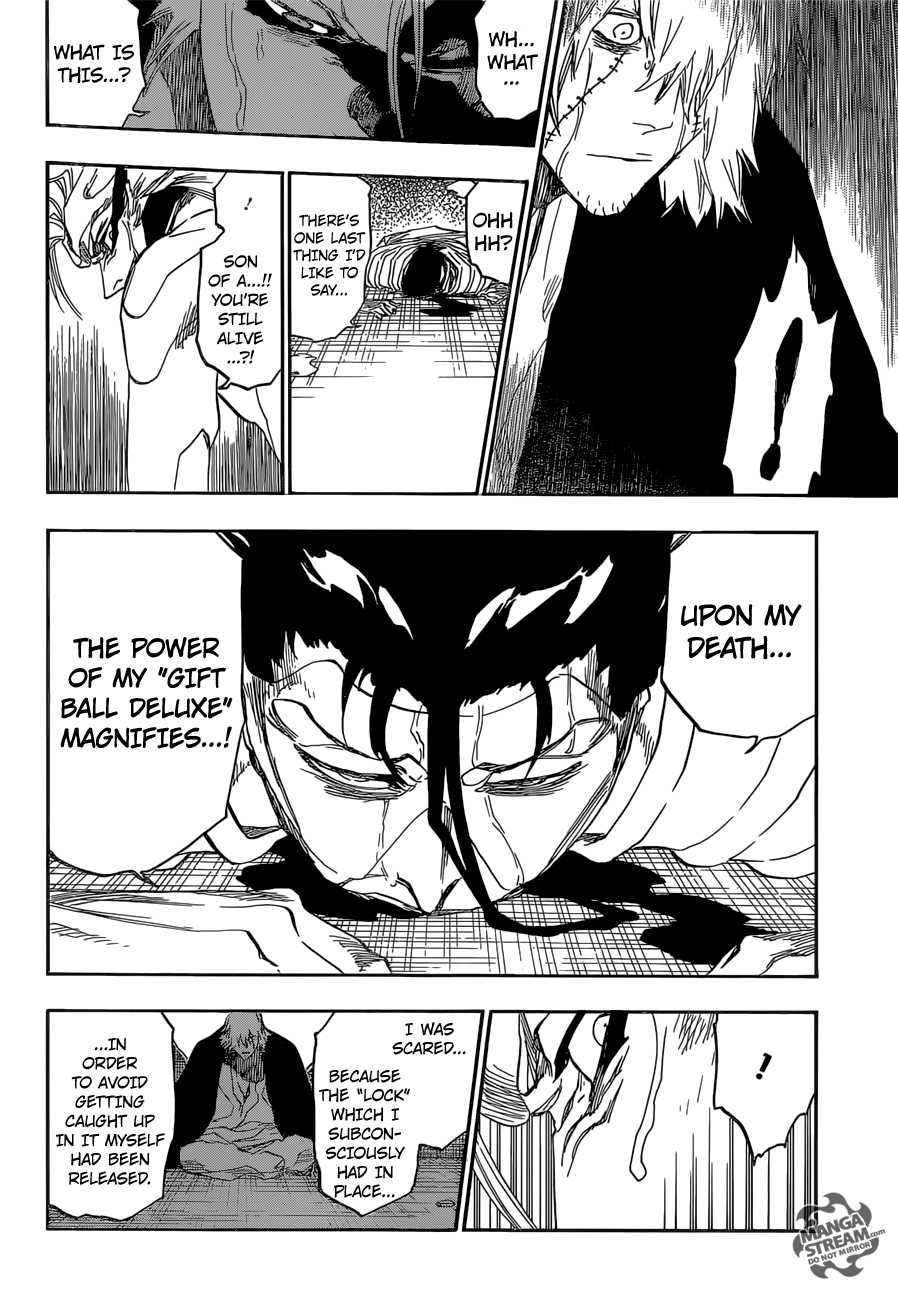 WH...
WHAT
...
WHAT IS
THIS...?
OHH
HH?
THERE'S
ONE LAST
THING I'D
LIKE TO
SAY...
!
SON
OF A...!!
YOU'RE
STILL
ALIVE
...?!
UPON MY
DEATH...
THE POWER
OF MY "GIFT
BALL DELUXE"
MAGNIFIES...!
!
I WAS
SCARED...
BECAUSE
THE "LOCK"
WHICH I
SUBCON-
SCIOUSLY
HAD IN
PLACE...
...IN
ORDER
TO AVOID
GETTING
CAUGHT UP
IN IT MYSELF
HAD BEEN
RELEASED.
MANGA
STREAM.com
DO NOT MIRROR